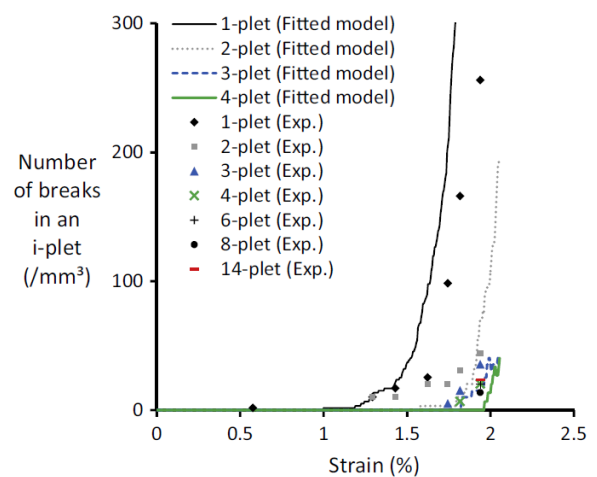 300
200
100
0
Number
of breaks
in an
i-plet
(/mm³)
1-plet (Fitted model)
2-plet (Fitted model)
3-plet (Fitted model)
4-plet (Fitted model)
1-plet (Exp.)
2-plet (Exp.)
3-plet (Exp.)
4-plet (Exp.)
6-plet (Exp.)
8-plet (Exp.)
14-plet (Exp.)
0 0.5 1 1.5 2 2.5
Strain (%)